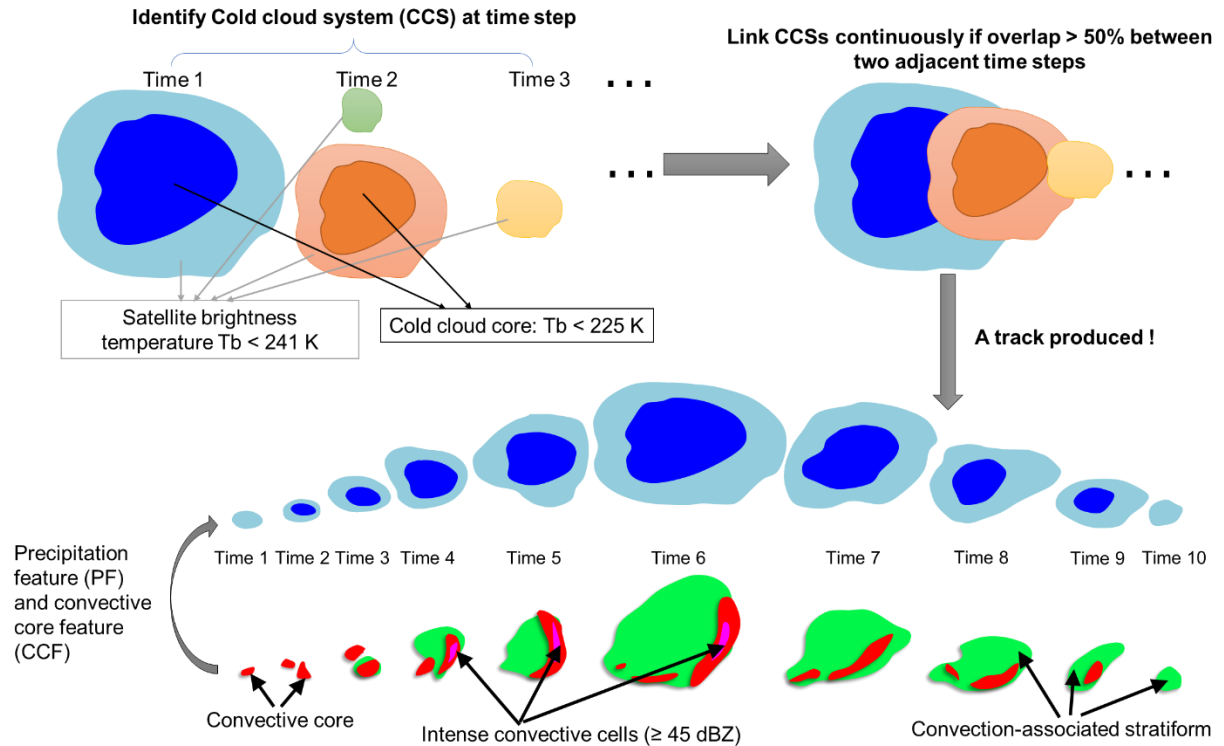 Identify Cold cloud system (CCS) at time step
Time 1
Time 2
Time 3
...
...
Satellite brightness
temperature Tb < 241 K
Cold cloud core: Tb < 225 K
Link CCSs continuously if overlap > 50% between
two adjacent time steps
...
A track produced !
Precipitation
feature (PF)
and convective
core feature
(CCF)
Time 1
Time 2
Time 3
Time 4
Time 5
Time 6
Time 7
Time 8
Time 9
Time 10
Convective core
Intense convective cells (≥ 45 dBZ)
Convection-associated stratiform